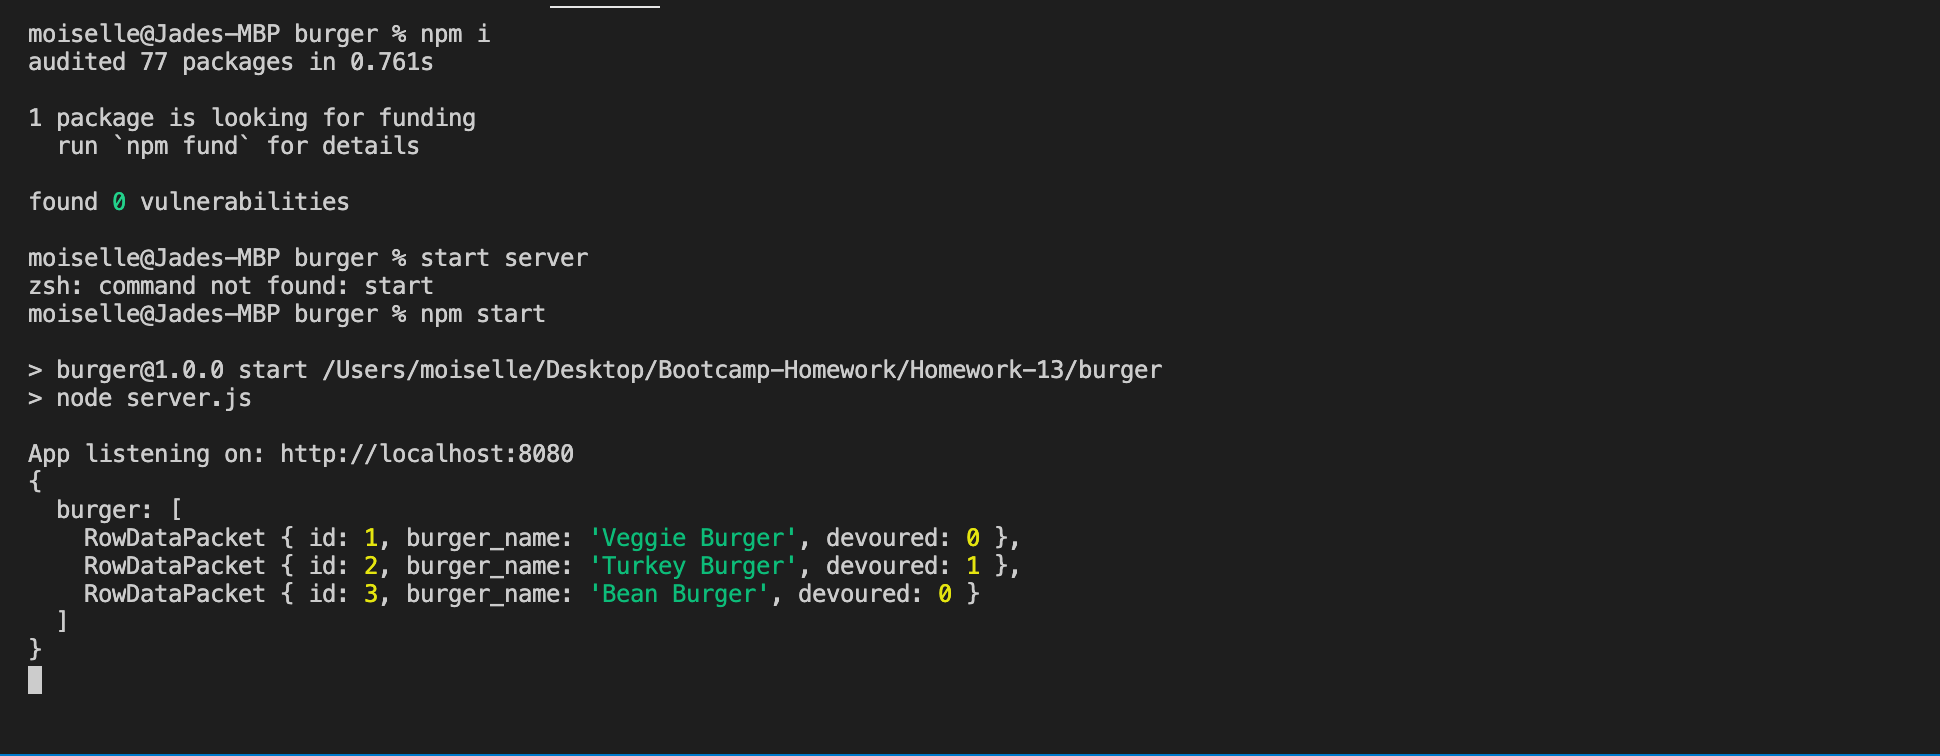 moiselle@Jades-MBP burger % npm i
audited 77 packages in 0.761s
1 package is looking for funding
  run `npm fund` for details
found 0 vulnerabilities
moiselle@Jades-MBP burger % start server
zsh: command not found: start
moiselle@Jades-MBP burger % npm start
> burger@1.0.0 start /Users/moiselle/Desktop/Bootcamp-Homework/Homework-13/burger
> node server.js
App listening on: http://localhost:8080
{
  burger: [
    RowDataPacket { id: 1, burger_name: 'Veggie Burger', devoured: 0 },
    RowDataPacket { id: 2, burger_name: 'Turkey Burger', devoured: 1 },
    RowDataPacket { id: 3, burger_name: 'Bean Burger', devoured: 0 }
  ]
}